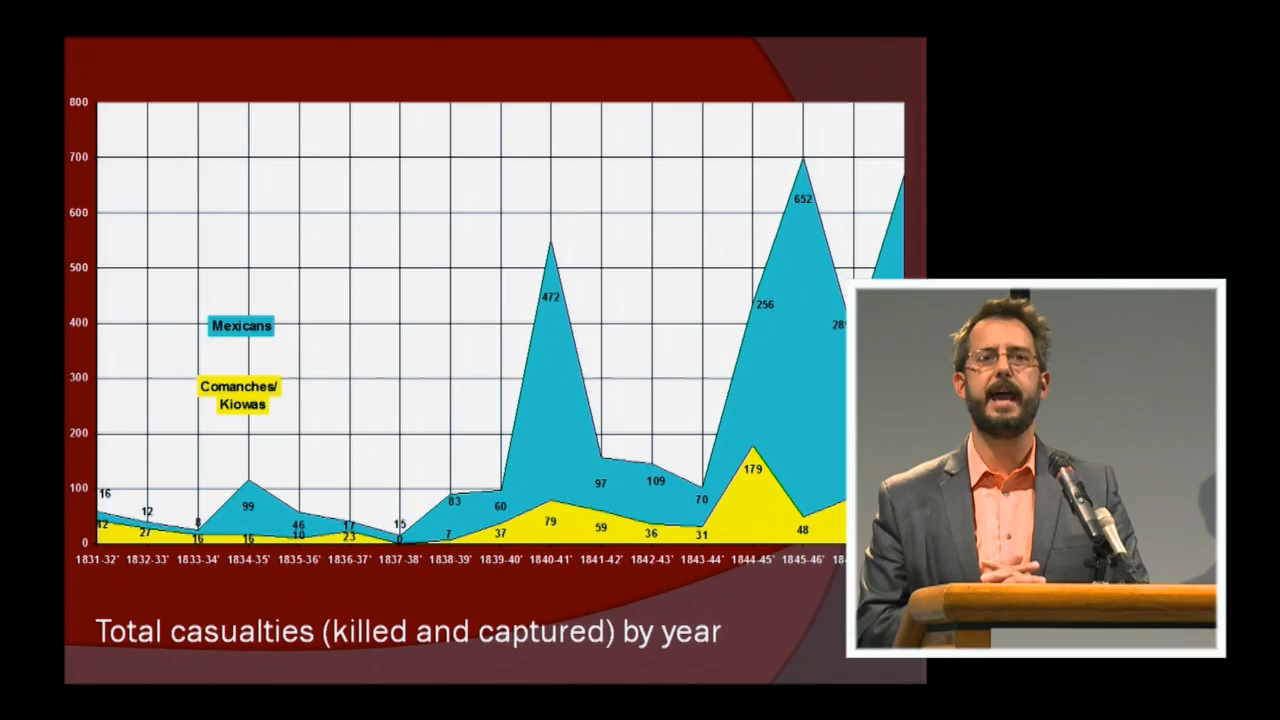 800
700
600
500
400
300
200
100
0
Mexicans
Comanches/
Kiowas
16 12 8 99 46 17 15 83 60 472 97 109 70 256 652
27 16 16 10 23 0 7 37 79 59 36 31 179 48
1831-32' 1832-33' 1833-34' 1834-35' 1835-36' 1836-37' 1837-38' 1838-39' 1839-40' 1840-41' 1841-42' 1842-43' 1843-44' 1844-45' 1845-46'
Total casualties (killed and captured) by year